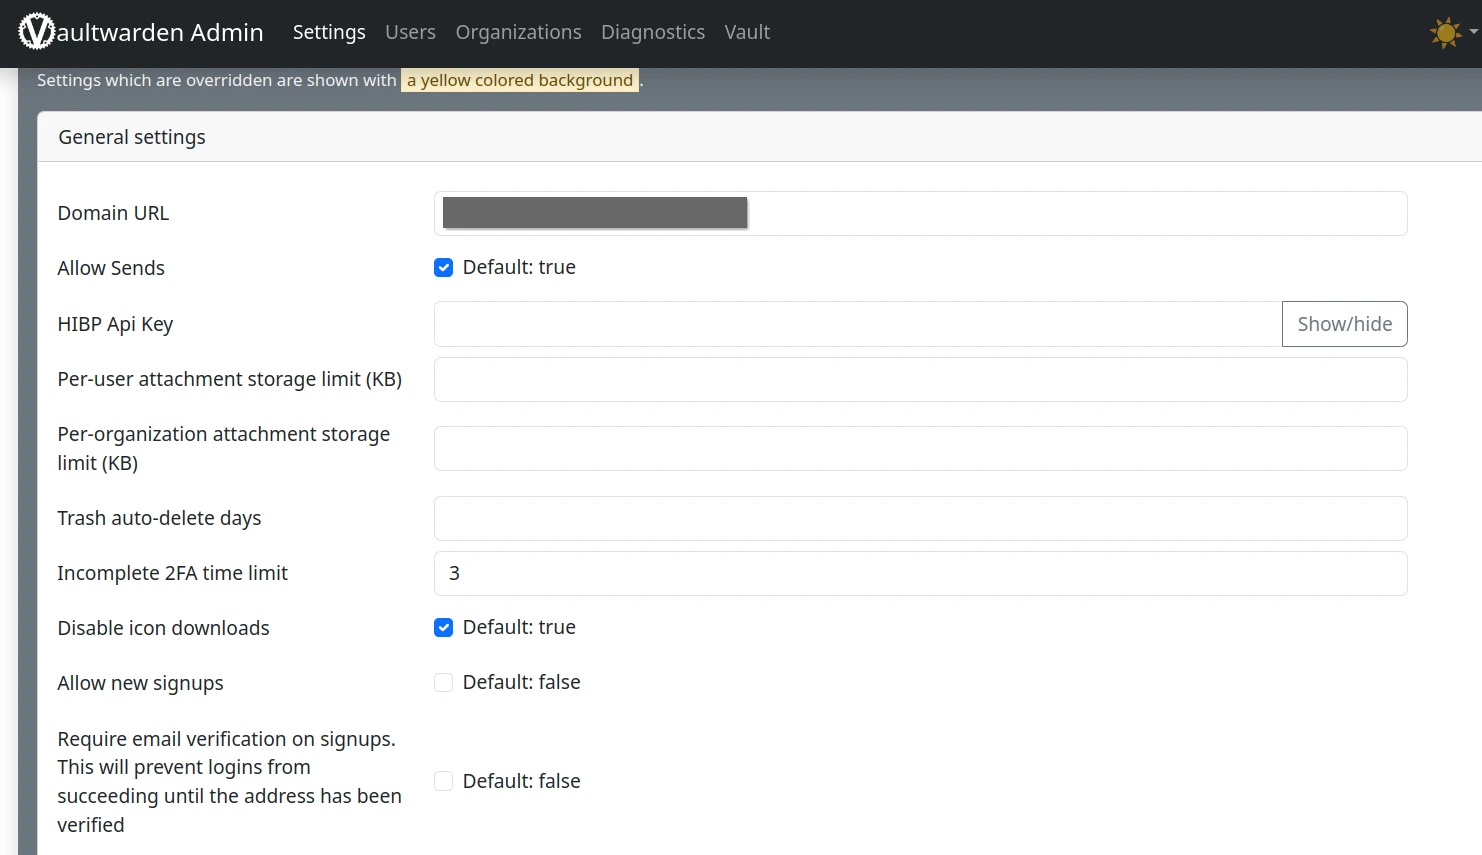 Vaultwarden Admin Settings Users Organizations Diagnostics Vault
Settings which are overridden are shown with a yellow colored background.
General settings
Domain URL
Allow Sends Default: true
HIBP Api Key Show/hide
Per-user attachment storage limit (KB)
Per-organization attachment storage
limit (KB)
Trash auto-delete days
Incomplete 2FA time limit 3
Disable icon downloads Default: true
Allow new signups Default: false
Require email verification on signups.
This will prevent logins from
succeeding until the address has been
verified
Default: false